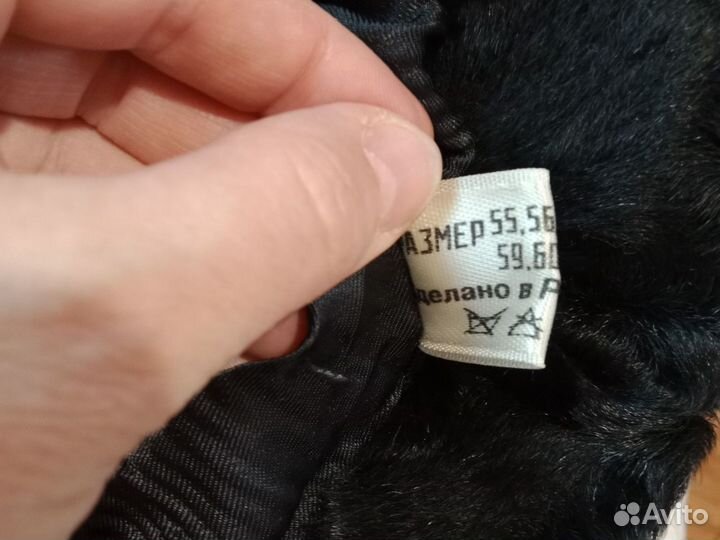 АЗМЕР 55,56
59,60
делано в Р
Avito